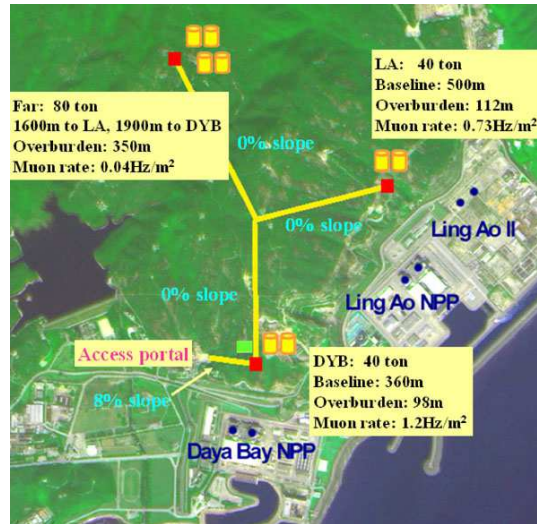 LA: 40 ton
Baseline: 500m
Overburden: 112m
Muon rate: 0.73Hz/m²
Far: 80 ton
1600m to LA, 1900m to DYB
Overburden: 350m
Muon rate: 0.04Hz/m²
0% slope
0% slope
Ling Ao II
Ling Ao NPP
0% slope
Access portal
8% slope
DYB: 40 ton
Baseline: 360m
Overburden: 98m
Muon rate: 1.2Hz/m²
Daya Bay NPP